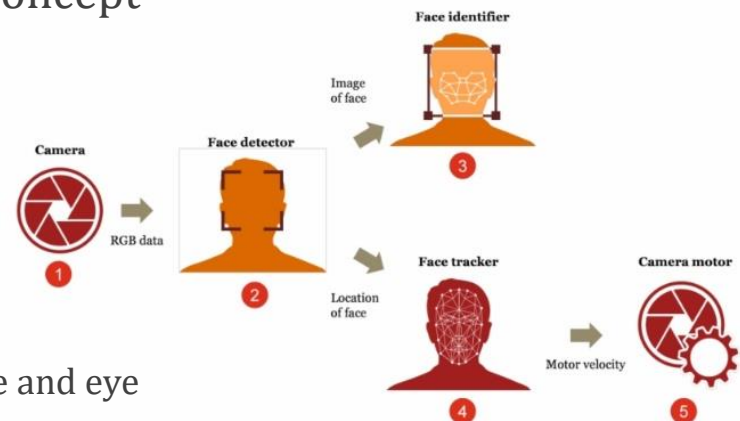 Face identifier
Image
of face
3
Camera
Face detector
RGB data
1
2
Location
of face
Face tracker
Camera motor
Motor velocity
e and eye
4
5